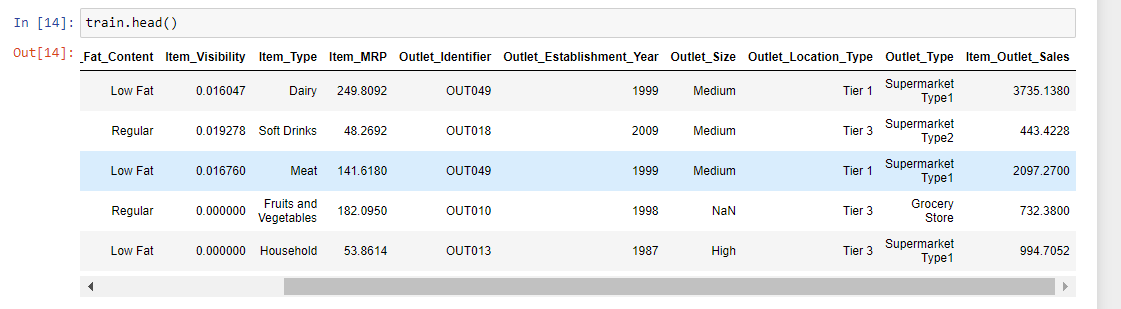 In [14]: train.head()
Out[14]:
_Fat_Content Item_Visibility Item_Type Item_MRP Outlet_Identifier Outlet_Establishment_Year Outlet_Size Outlet_Location_Type Outlet_Type Item_Outlet_Sales
Low Fat 0.016047 Dairy 249.8092 OUT049 1999 Medium Tier 1 Supermarket Type1 3735.1380
Regular 0.019278 Soft Drinks 48.2692 OUT018 2009 Medium Tier 3 Supermarket Type2 443.4228
Low Fat 0.016760 Meat 141.6180 OUT049 1999 Medium Tier 1 Supermarket Type1 2097.2700
Regular 0.000000 Fruits and Vegetables 182.0950 OUT010 1998 NaN Tier 3 Grocery Store 732.3800
Low Fat 0.000000 Household 53.8614 OUT013 1987 High Tier 3 Supermarket Type1 994.7052